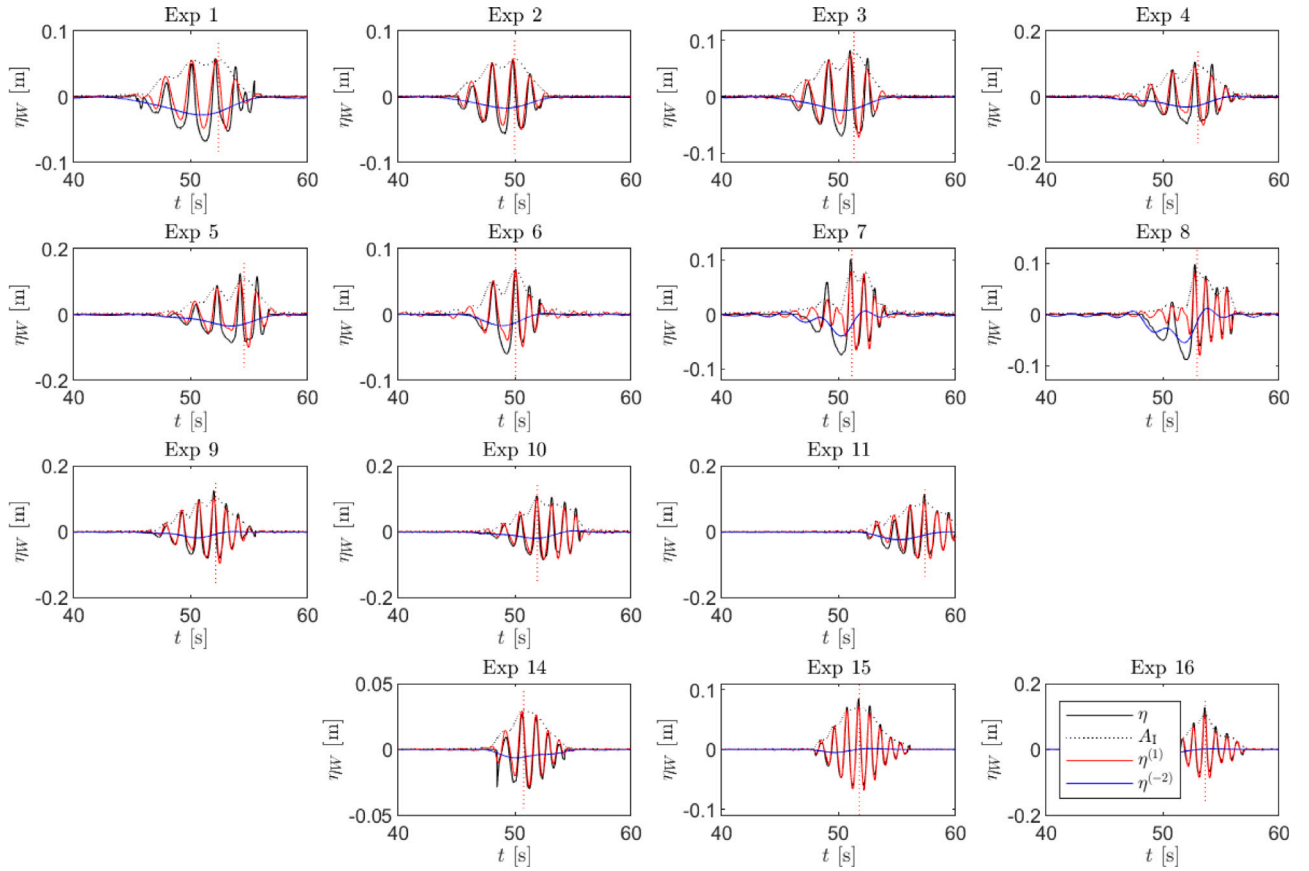 Exp 1 Exp 2 Exp 3 Exp 4
0.1 0.1 0.1 0.2
ηW [m] ηW [m] ηW [m] ηW [m]
0 0 0 0
-0.1 -0.1 -0.1 -0.2
40 50 60 40 50 60 40 50 60 40 50 60
t [s] t [s] t [s] t [s]
Exp 5 Exp 6 Exp 7 Exp 8
0.2 0.1 0.1 0.1
ηW [m] ηW [m] ηW [m] ηW [m]
0 0 0 0
-0.2 -0.1 -0.1 -0.1
40 50 60 40 50 60 40 50 60 40 50 60
t [s] t [s] t [s] t [s]
Exp 9 Exp 10 Exp 11
0.2 0.2 0.2
ηW [m] ηW [m] ηW [m]
0 0 0
-0.2 -0.2 -0.2
40 50 60 40 50 60 40 50 60
t [s] t [s] t [s]
Exp 14 Exp 15 Exp 16
0.05 0.1 0.2
ηW [m] ηW [m] ηW [m]
0 0 0
-0.05 -0.1 -0.2
40 50 60 40 50 60 40 50 60
t [s] t [s] t [s]
η
A_I
η^(1)
η^(-2)